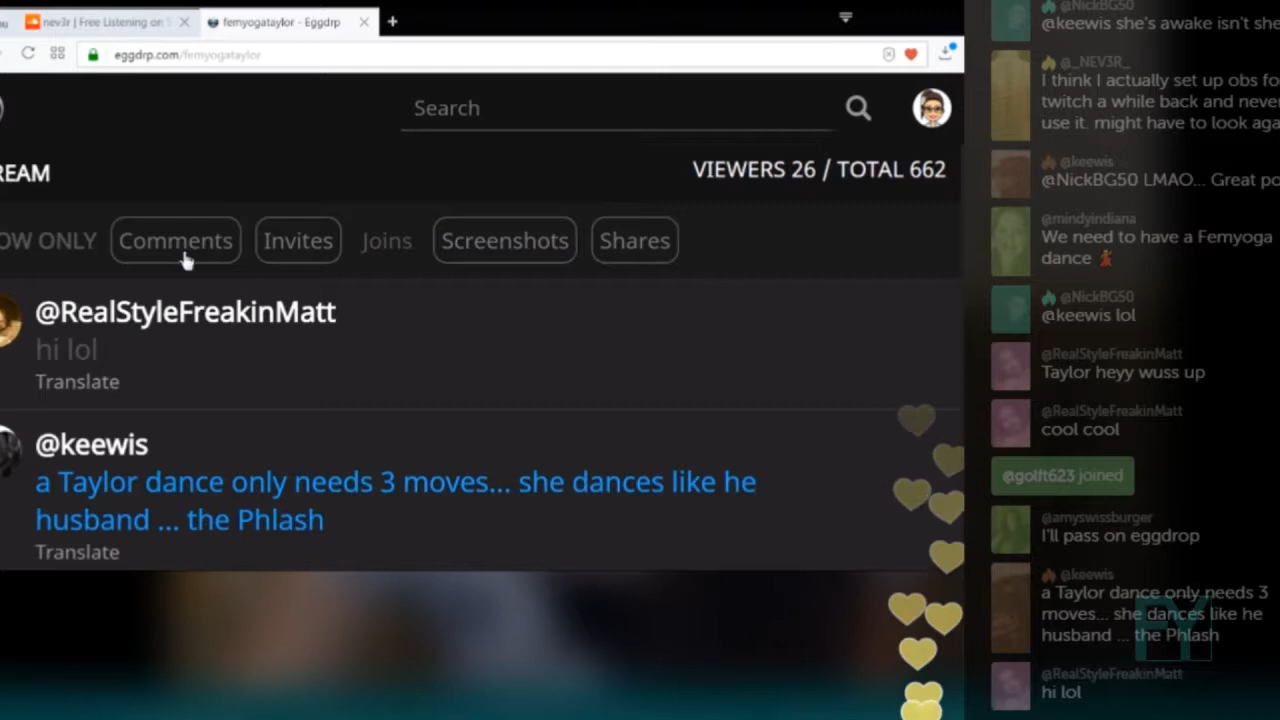 nev3r | Free Listening on S
femyogataylor - Eggdrp
eggdrp.com/femyogataylor
Search
REAM
VIEWERS 26 / TOTAL 662
OW ONLY
Comments
Invites
Joins
Screenshots
Shares
@RealStyleFreakinMatt
hi lol
Translate
@keewis
a Taylor dance only needs 3 moves... she dances like he
husband ... the Phlash
Translate
@NickBG50
@keewis she's awake isn't she
@_NEV3R_
I think I actually set up obs fo
twitch a while back and never
use it. might have to look aga
@keewis
@NickBG50 LMAO... Great po
@mindyindiana
We need to have a Femyoga
dance
@NickBG50
@keewis lol
@RealStyleFreakinMatt
Taylor heyy wuss up
@RealStyleFreakinMatt
cool cool
@golft623 joined
@amyswissburger
I'll pass on eggdrop
@keewis
a Taylor dance only needs 3
moves... she dances like he
husband ... the Phlash
FY
@RealStyleFreakinMatt
hi lol